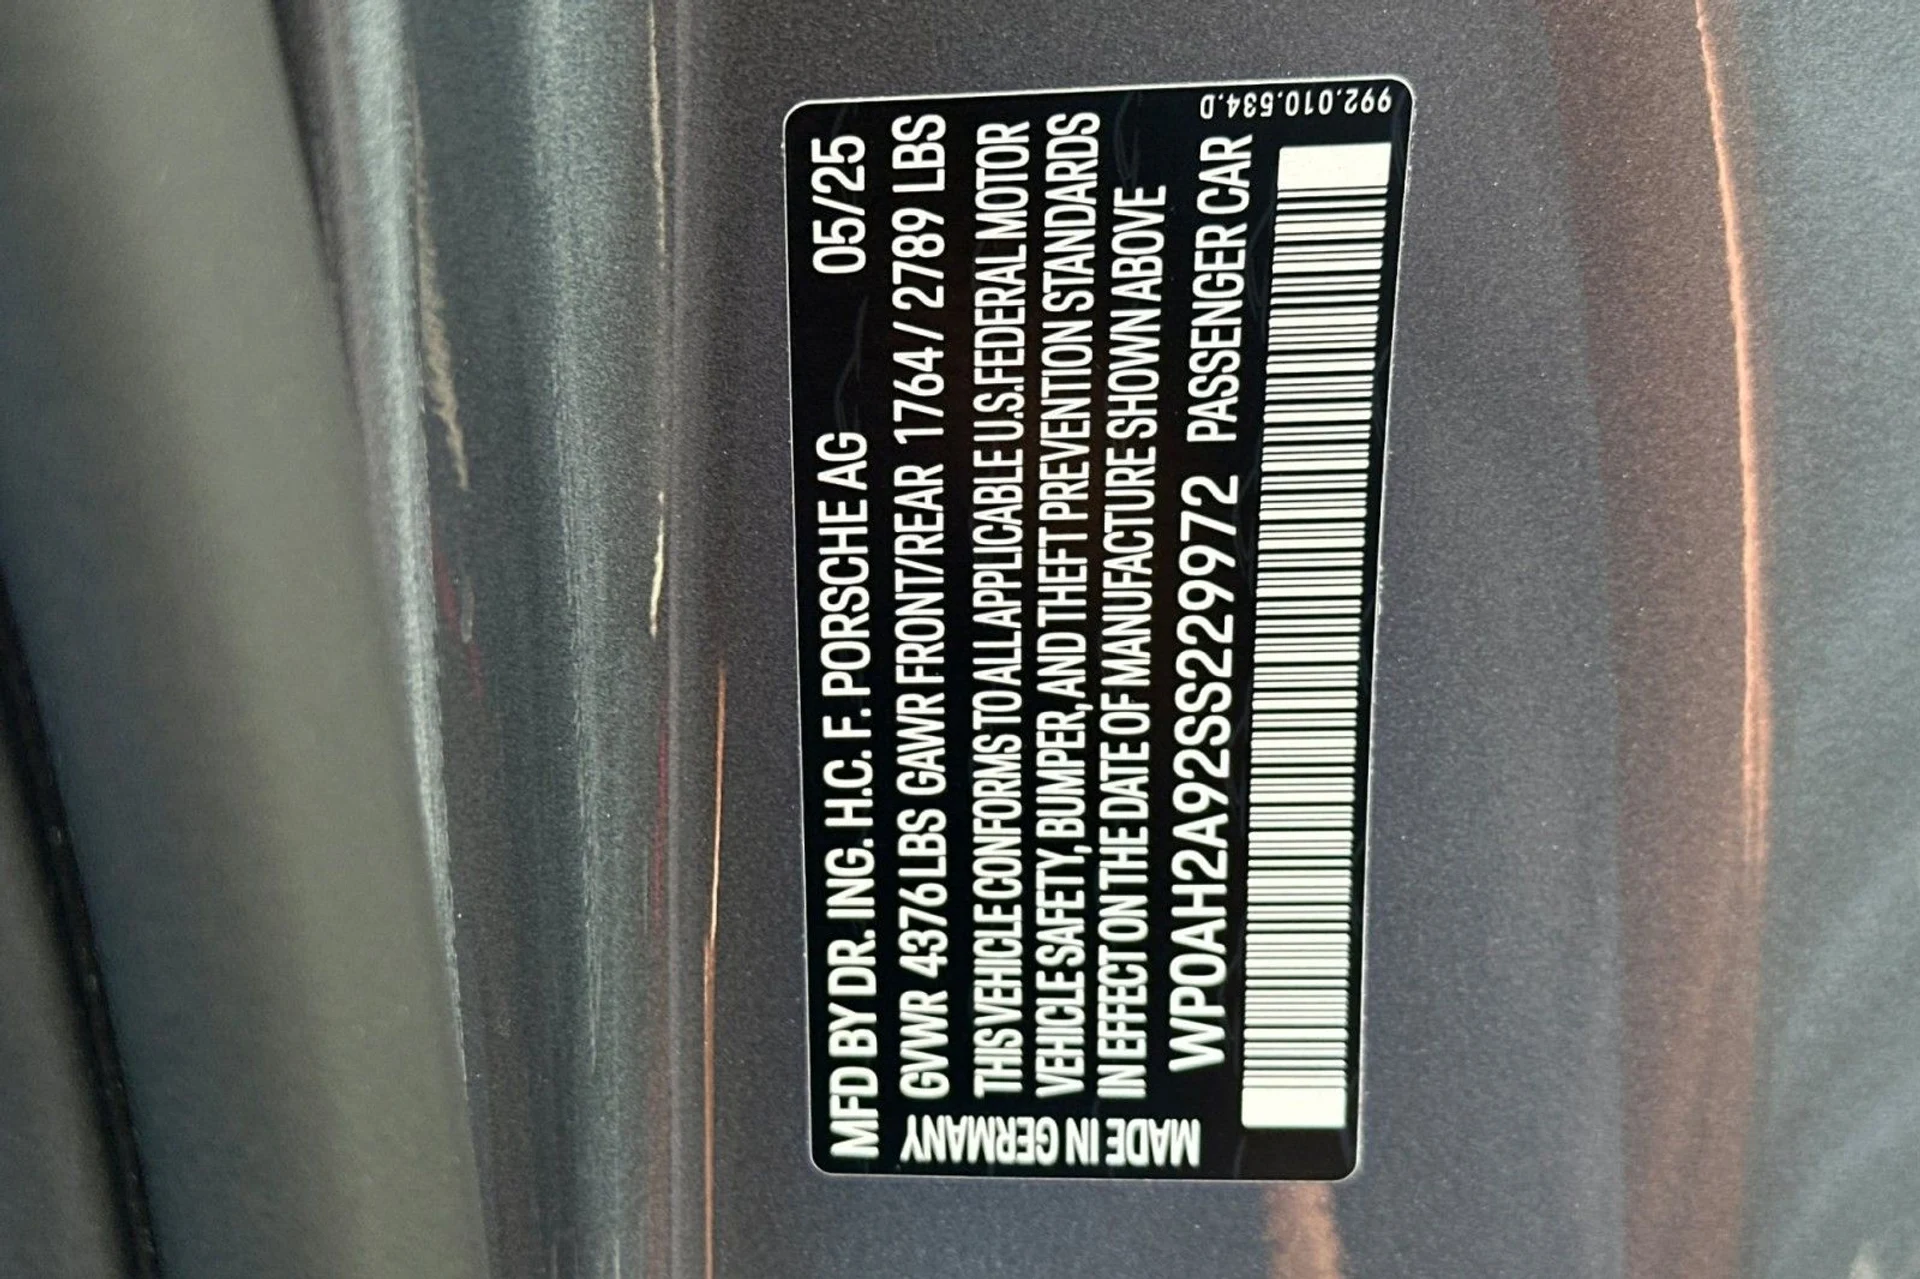 MFD BY DR. ING. H.C. F. PORSCHE AG 05/25
GVWR 4376 LBS GAWR FRONT/REAR 1764 / 2789 LBS
THIS VEHICLE CONFORMS TO ALL APPLICABLE U.S. FEDERAL MOTOR
VEHICLE SAFETY, BUMPER, AND THEFT PREVENTION STANDARDS
IN EFFECT ON THE DATE OF MANUFACTURE SHOWN ABOVE
WP0AH2A92SS229972 PASSENGER CAR
MADE IN GERMANY
992.010.534.D